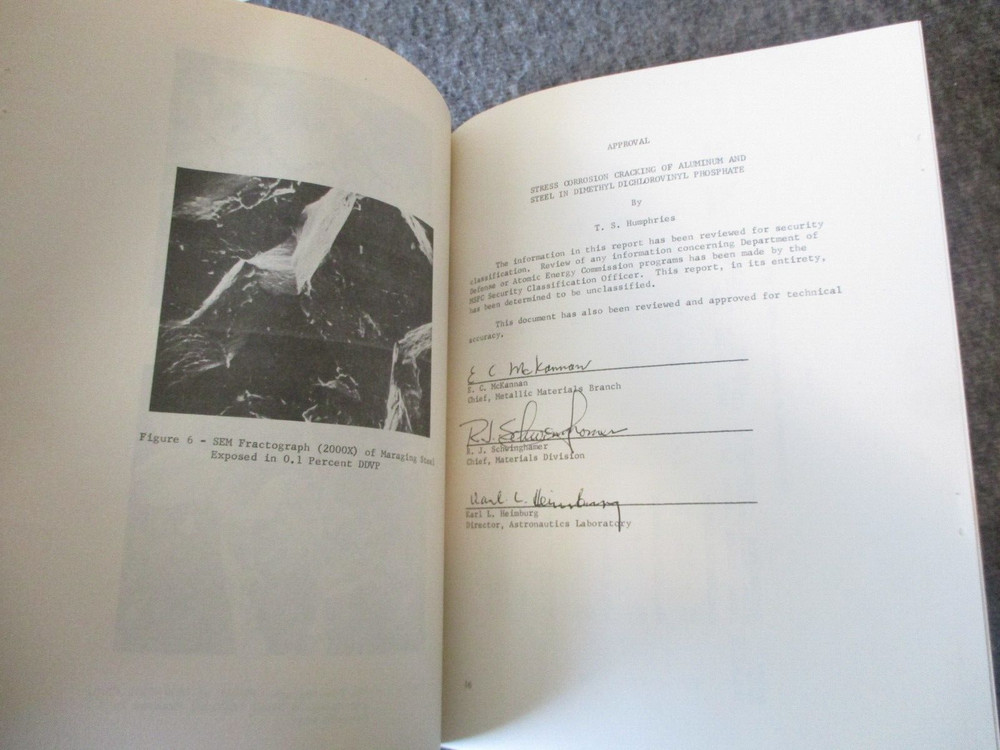 Figure 6 - SEM Fractograph (2000X) of Maraging Steel
Exposed in 0.1 Percent DDVP
APPROVAL
STRESS CORROSION CRACKING OF ALUMINUM AND
STEEL IN DIMETHYL DICHLOROVINYL PHOSPHATE
By
T. S. Humphries
The information in this report has been reviewed for security
classification. Review of any information concerning Department of
Defense or Atomic Energy Commission programs has been made by the
MSFC Security Classification Officer. This report, in its entirety,
has been determined to be unclassified.
This document has also been reviewed and approved for technical
accuracy.
E C McKannan
E. C. McKannan
Chief, Metallic Materials Branch
R.J. Schwinghamer
R. J. Schwinghamer
Chief, Materials Division
Karl L. Heimburg
Karl L. Heimburg
Director, Astronautics Laboratory